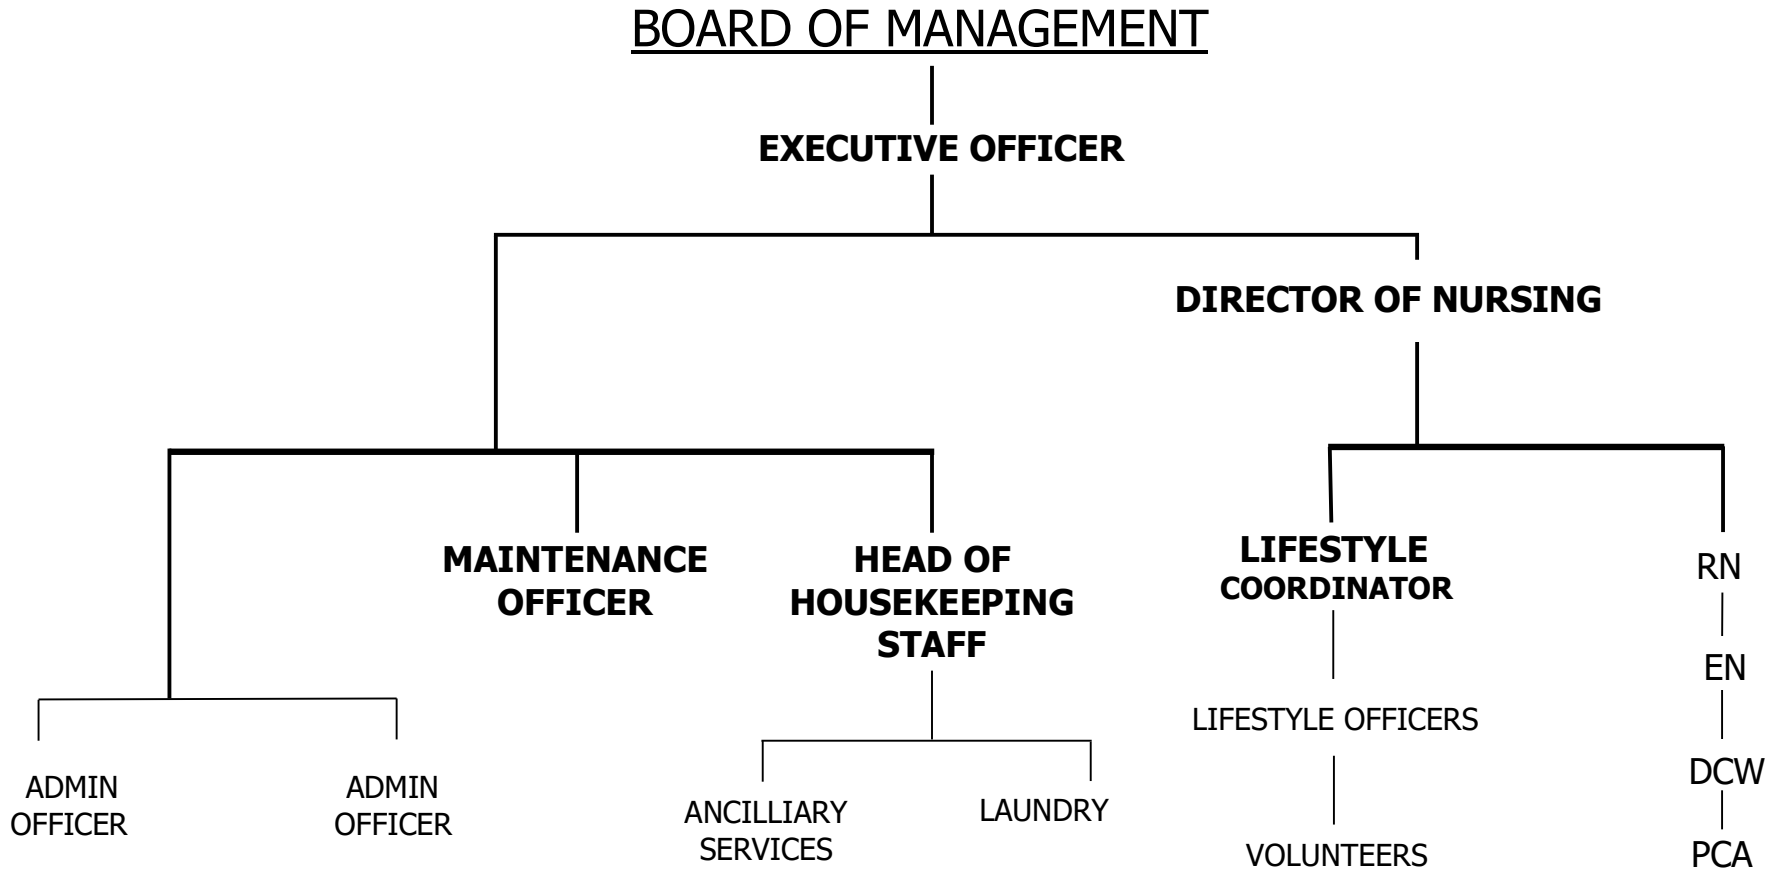 BOARD OF MANAGEMENT
EXECUTIVE OFFICER
DIRECTOR OF NURSING
MAINTENANCE
OFFICER
HEAD OF
HOUSEKEEPING
STAFF
LIFESTYLE
COORDINATOR
RN
EN
LIFESTYLE OFFICERS
DCW
ADMIN
OFFICER
ADMIN
OFFICER
ANCILLIARY
SERVICES
LAUNDRY
VOLUNTEERS
PCA